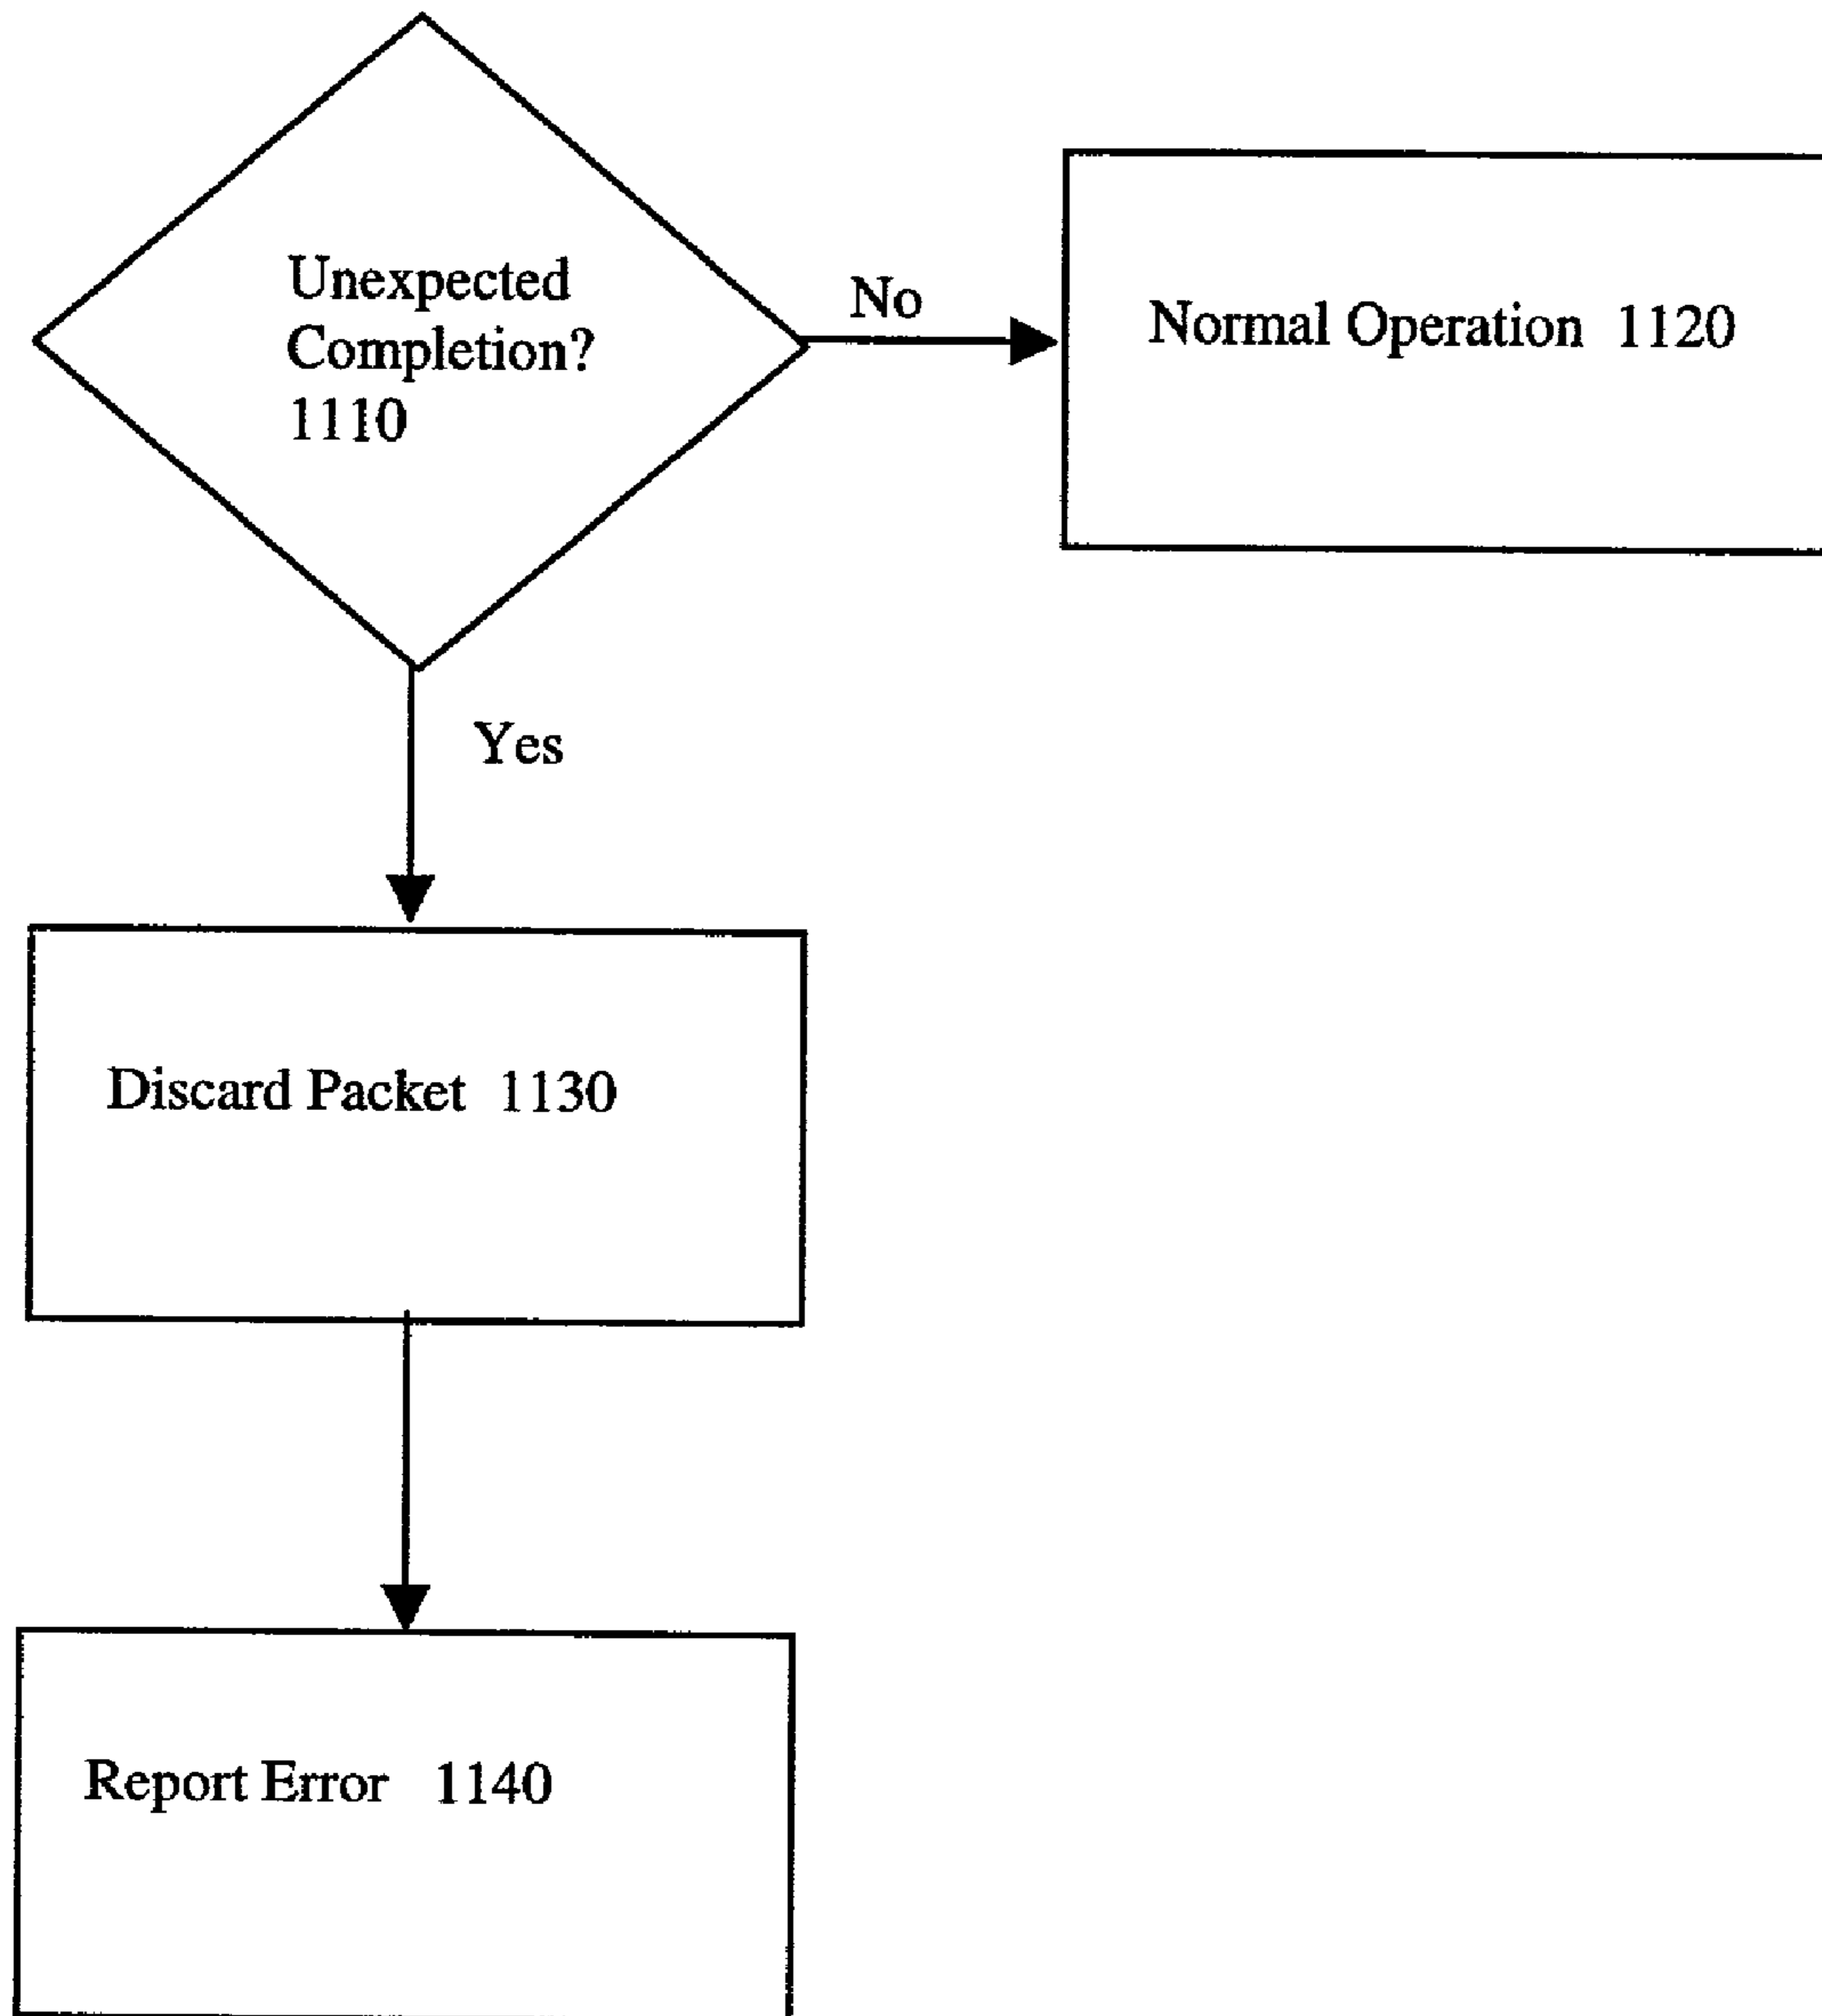 Unexpected
Completion?
1110
No
Normal Operation 1120
Yes
Discard Packet 1130
Report Error 1140